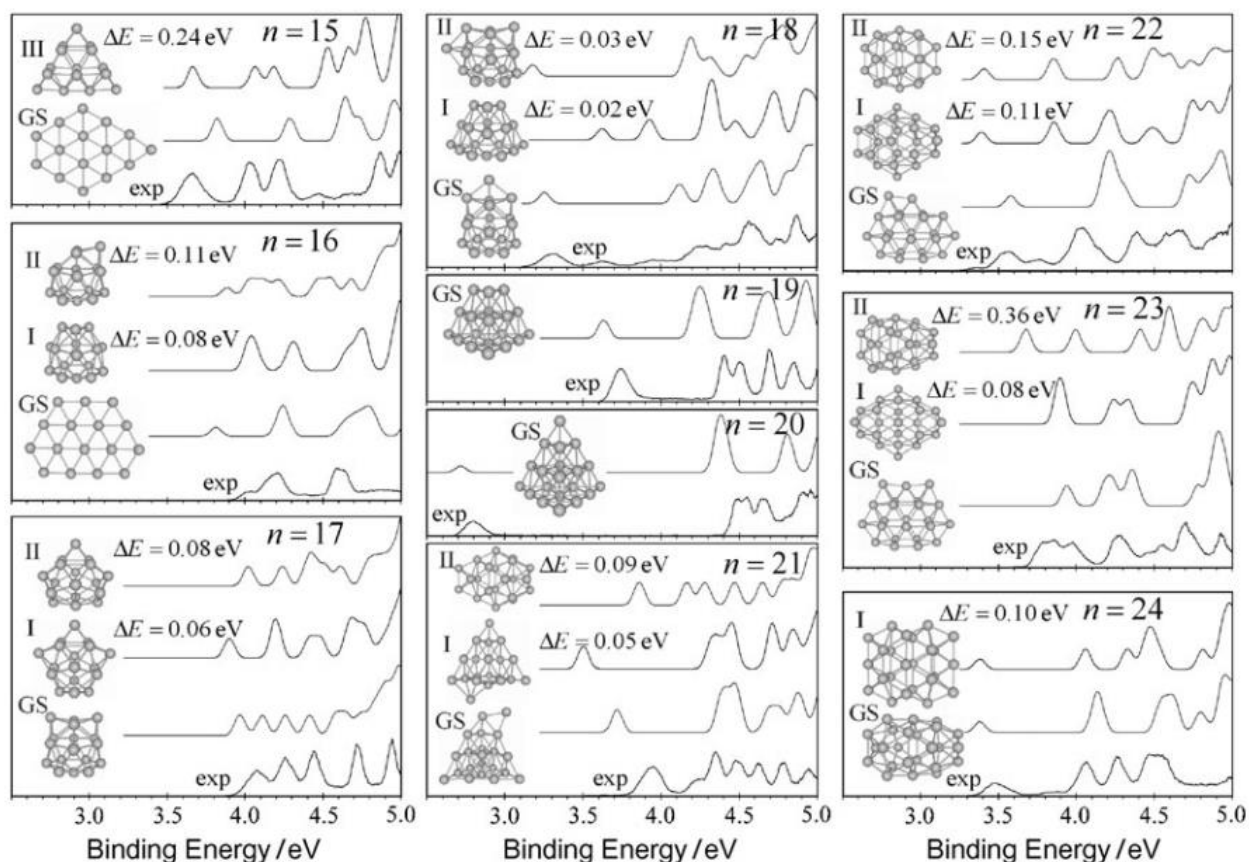 III ΔE = 0.24 eV n = 15
GS
exp
II ΔE = 0.11 eV n = 16
I ΔE = 0.08 eV
GS
exp
II ΔE = 0.08 eV n = 17
I ΔE = 0.06 eV
GS
exp
3.0 3.5 4.0 4.5 5.0
Binding Energy /eV
II ΔE = 0.03 eV n = 18
I ΔE = 0.02 eV
GS
exp
GS n = 19
exp
GS n = 20
exp
II ΔE = 0.09 eV n = 21
I ΔE = 0.05 eV
GS
exp
3.0 3.5 4.0 4.5 5.0
Binding Energy /eV
II ΔE = 0.15 eV n = 22
I ΔE = 0.11 eV
GS
exp
II ΔE = 0.36 eV n = 23
I ΔE = 0.08 eV
GS
exp
I ΔE = 0.10 eV n = 24
GS
exp
3.0 3.5 4.0 4.5 5.0
Binding Energy /eV